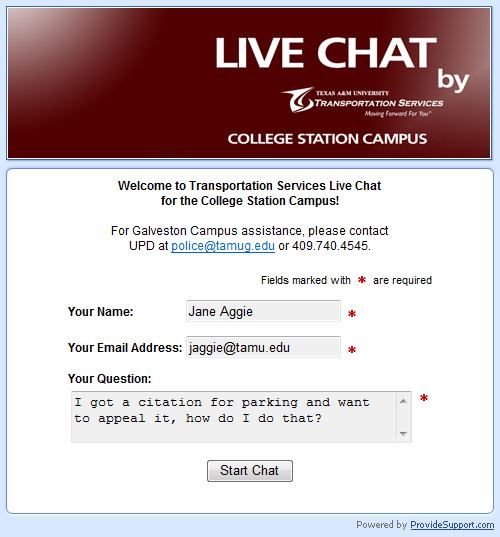 LIVE CHAT
by
TEXAS A&M UNIVERSITY
TRANSPORTATION SERVICES
Moving Forward For You®
COLLEGE STATION CAMPUS
Welcome to Transportation Services Live Chat
for the College Station Campus!
For Galveston Campus assistance, please contact
UPD at police@tamug.edu or 409.740.4545.
Fields marked with * are required
Your Name: Jane Aggie *
Your Email Address: jaggie@tamu.edu *
Your Question:
I got a citation for parking and want *
to appeal it, how do I do that?
Start Chat
Powered by ProvideSupport.com